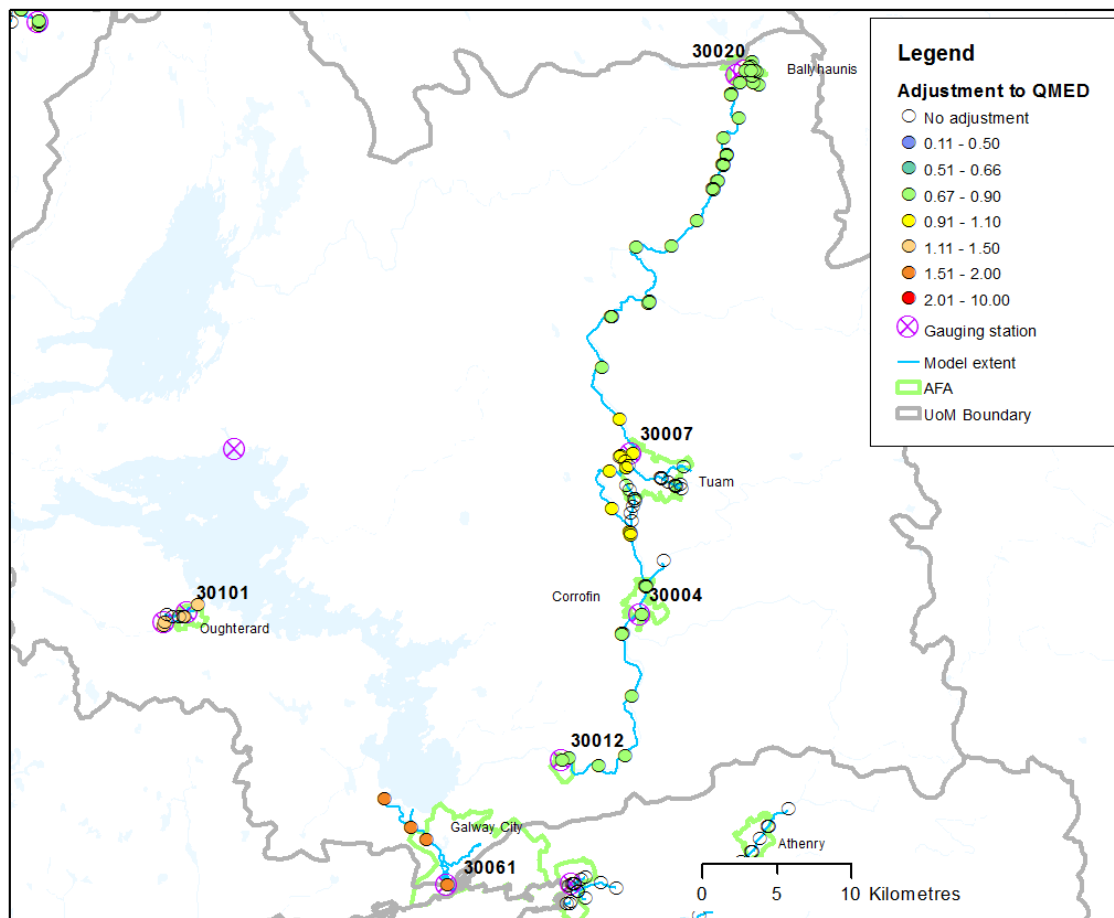 30020
Ballyhaunis
Legend
Adjustment to QMED
No adjustment
0.11 - 0.50
0.51 - 0.66
0.67 - 0.90
0.91 - 1.10
1.11 - 1.50
1.51 - 2.00
2.01 - 10.00
Gauging station
Model extent
AFA
UoM Boundary
30007
Tuam
30101
Oughterard
Corrofin
30004
30012
Galway City
30061
Athenry
0 5 10 Kilometres